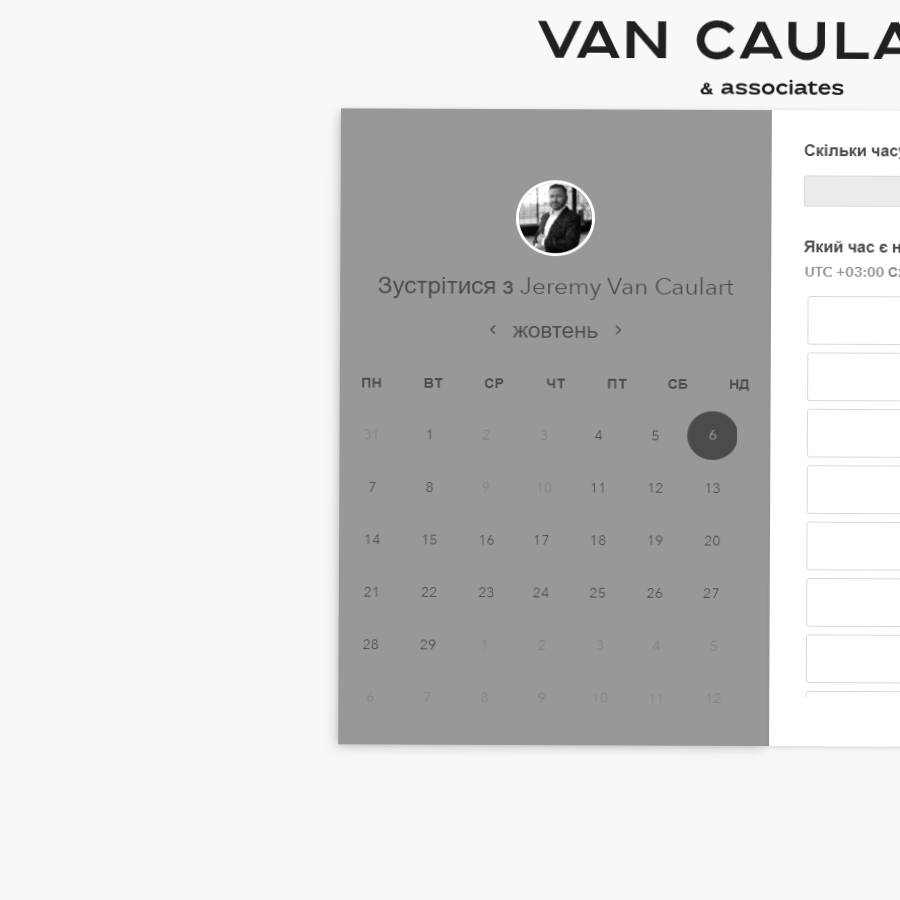 VAN CAULA
& associates
Зустрітися з Jeremy Van Caulart
жовтень
ПН ВТ СР ЧТ ПТ СБ НД
31 1 2 3 4 5 6
7 8 9 10 11 12 13
14 15 16 17 18 19 20
21 22 23 24 25 26 27
28 29 1 2 3 4 5
6 7 8 9 10 11 12
Скільки часу
Який час є н
UTC +03:00 Сх